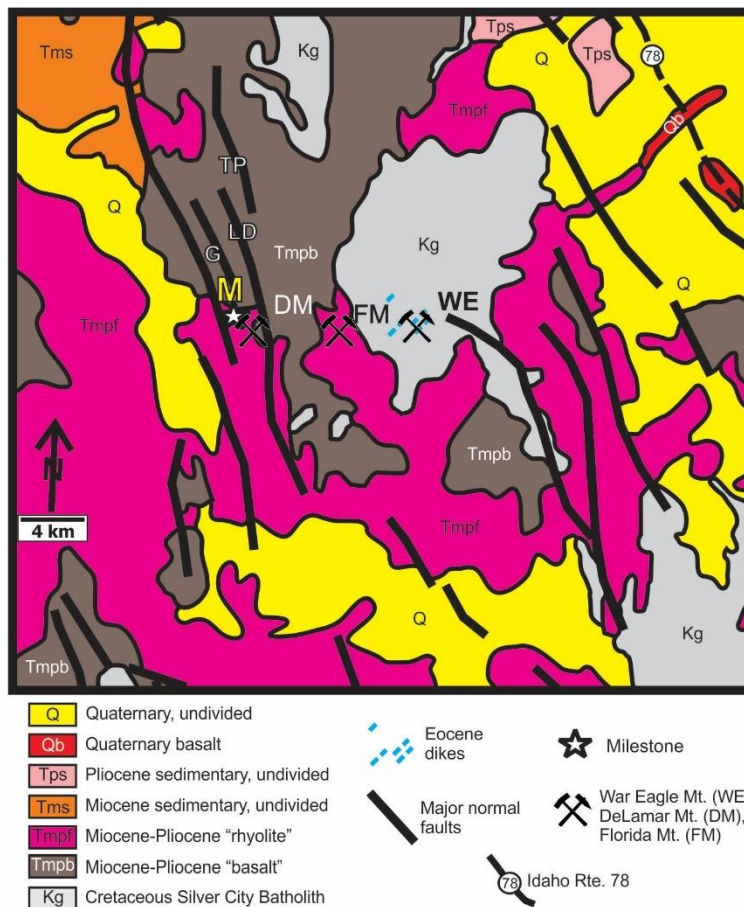 Tms
Kg
Tps
Q
Tps
78
Tmpf
Qb
TP
Q
LD
Kg
G
Tmpb
M
DM
FM
WE
Q
Tmpf
N
Tmpb
4 km
Tmpf
Q
Kg
Tmpb
Q Quaternary, undivided
Qb Quaternary basalt
Tps Pliocene sedimentary, undivided
Tms Miocene sedimentary, undivided
Tmpf Miocene-Pliocene “rhyolite”
Tmpb Miocene-Pliocene “basalt”
Kg Cretaceous Silver City Batholith
Eocene
dikes
Major normal
faults
Milestone
War Eagle Mt. (WE)
DeLamar Mt. (DM),
Florida Mt. (FM)
78 Idaho Rte. 78